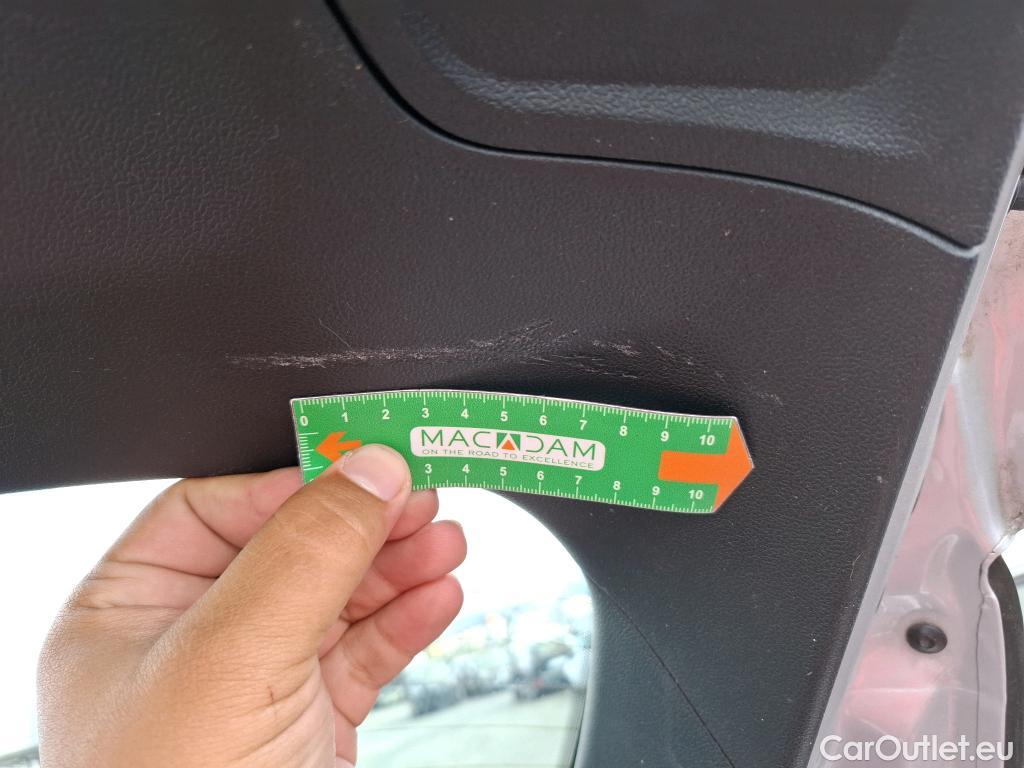 0 1 2 3 4 5 6 7 8 9 10
MACADAM
ON THE ROAD TO EXCELLENCE
3 4 5 6 7 8 9 10
CarOutlet.eu